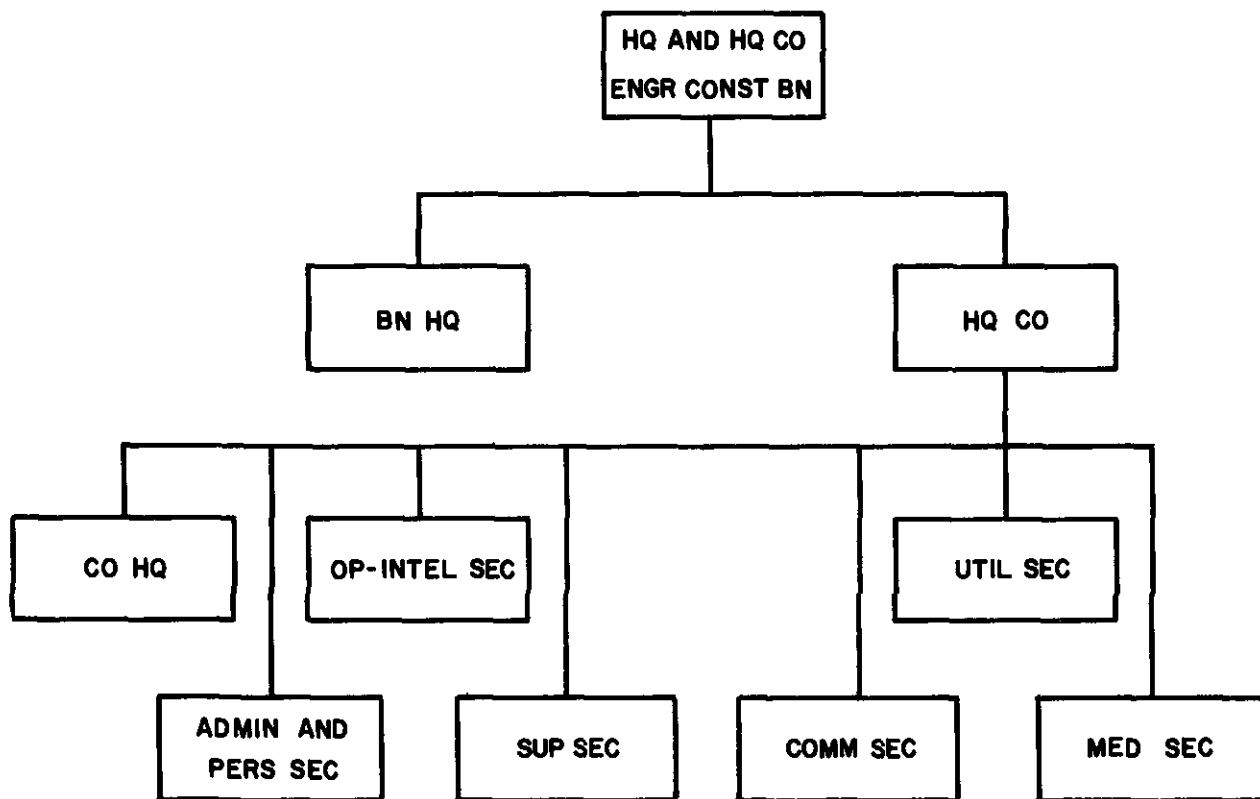 HQ AND HQ CO
ENGR CONST BN
BN HQ
HQ CO
CO HQ
OP-INTEL SEC
UTIL SEC
ADMIN AND
PERS SEC
SUP SEC
COMM SEC
MED SEC